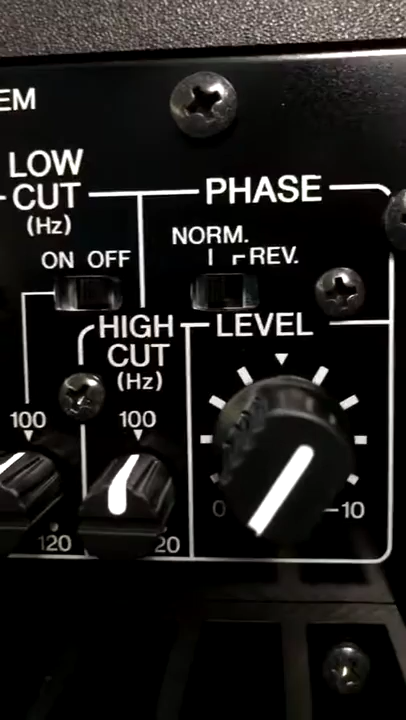 EM
LOW
CUT
(Hz)
PHASE
NORM.
REV.
ON OFF
HIGH
CUT
(Hz)
LEVEL
100
100
0
10
120
20